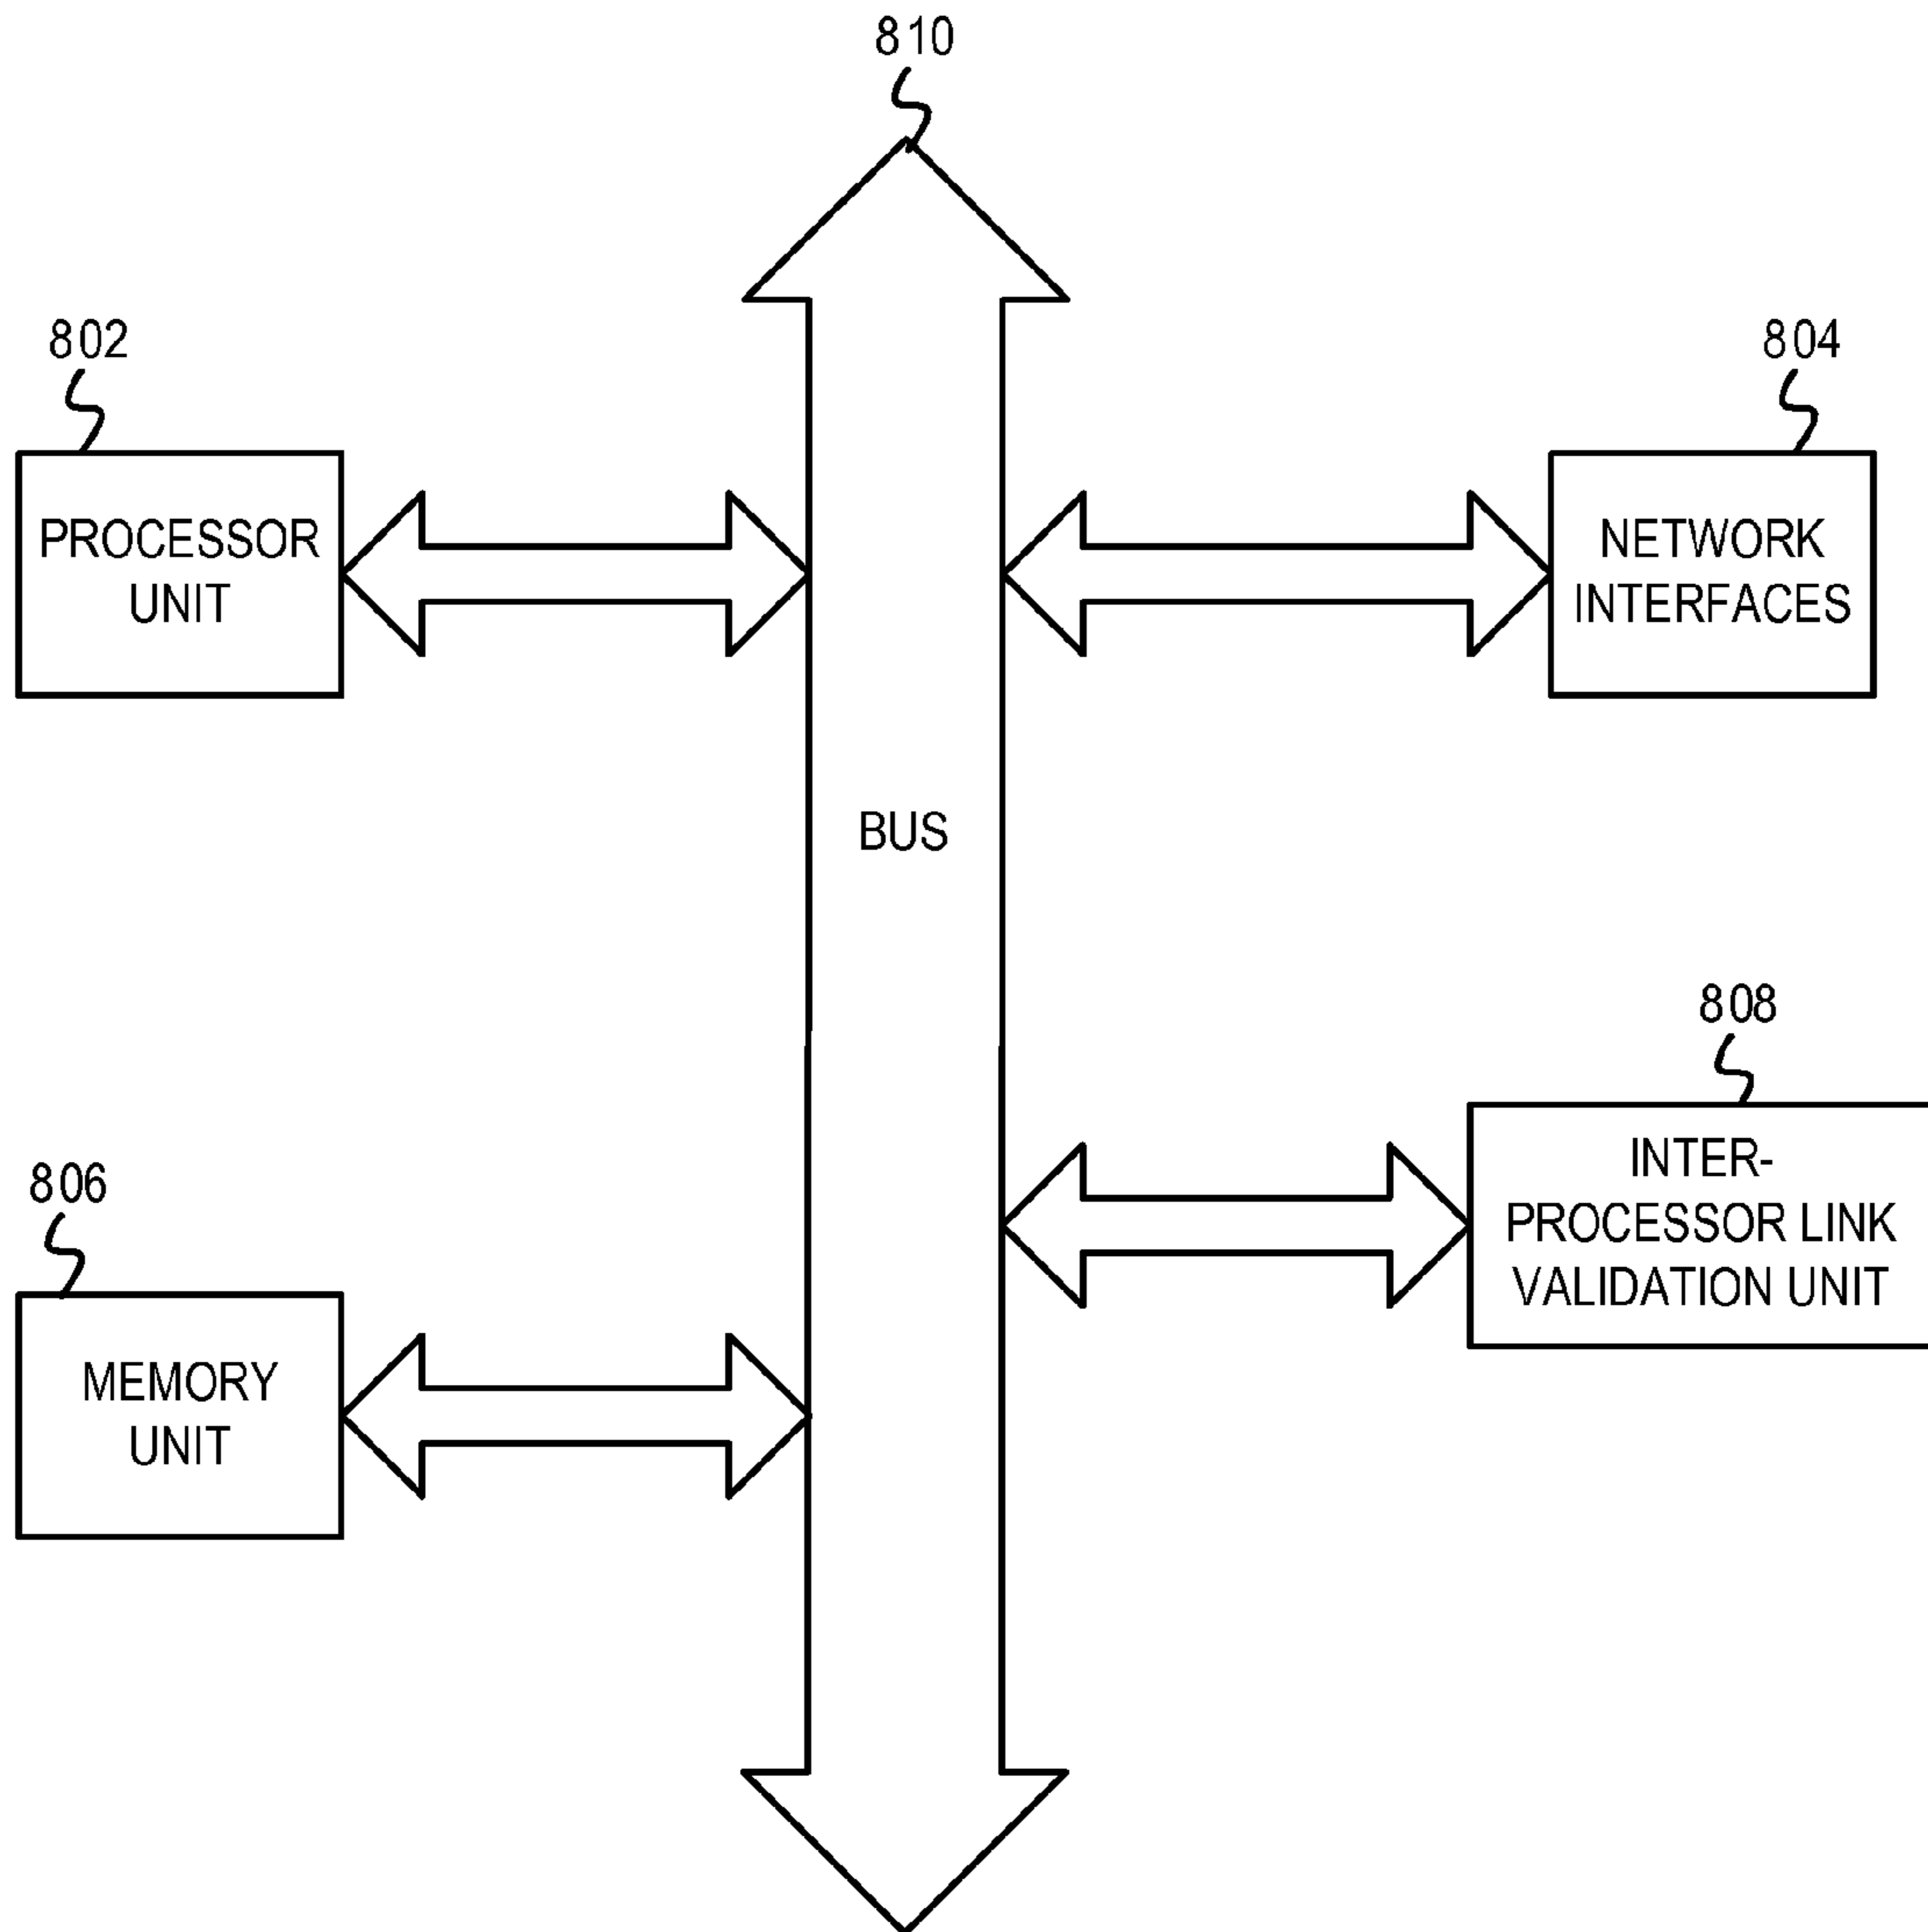 810
802
PROCESSOR
UNIT
804
NETWORK
INTERFACES
BUS
808
INTER-
PROCESSOR LINK
VALIDATION UNIT
806
MEMORY
UNIT